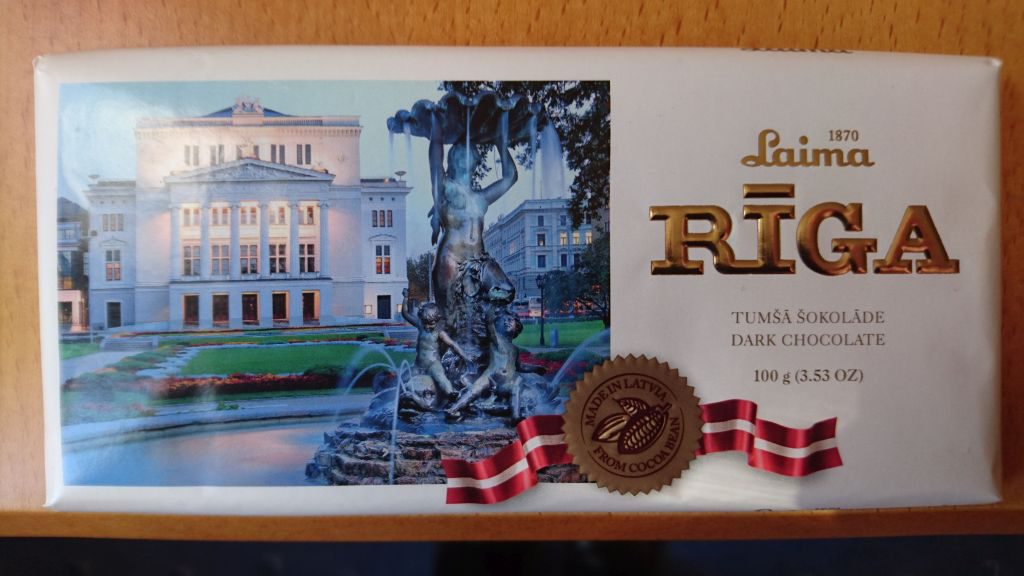 1870
Laima
RĪGA
TUMŠĀ ŠOKOLĀDE
DARK CHOCOLATE
100 g (3.53 OZ)
MADE IN LATVIA
FROM COCOA BEAN